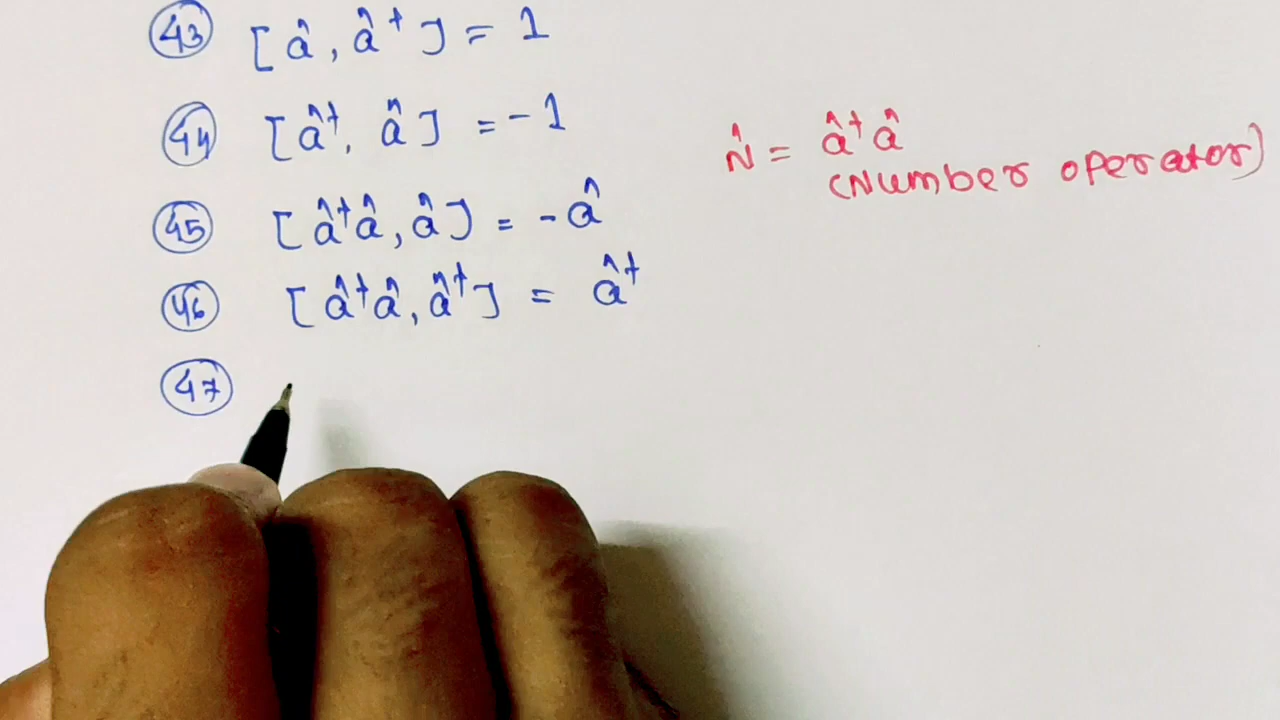 43 [â, â†] = 1
44 [â†, â] = -1
45 [â†â, â] = -â
46 [â†â, â†] = â†
47
N̂ = â†â
(Number operator)